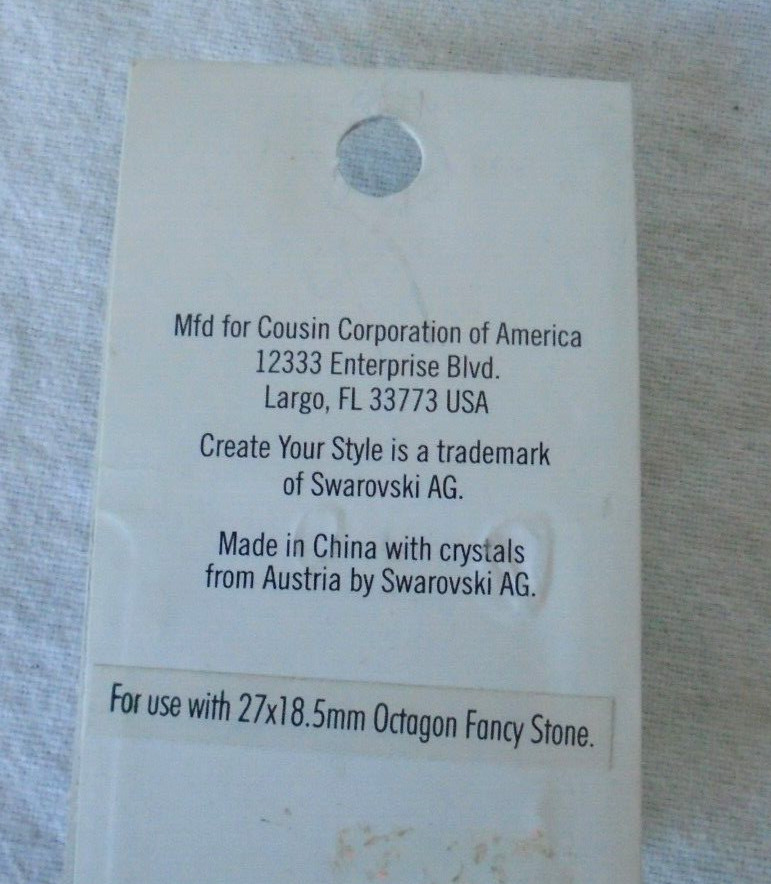 Mfd for Cousin Corporation of America
12333 Enterprise Blvd.
Largo, FL 33773 USA
Create Your Style is a trademark
of Swarovski AG.
Made in China with crystals
from Austria by Swarovski AG.
For use with 27x18.5mm Octagon Fancy Stone.